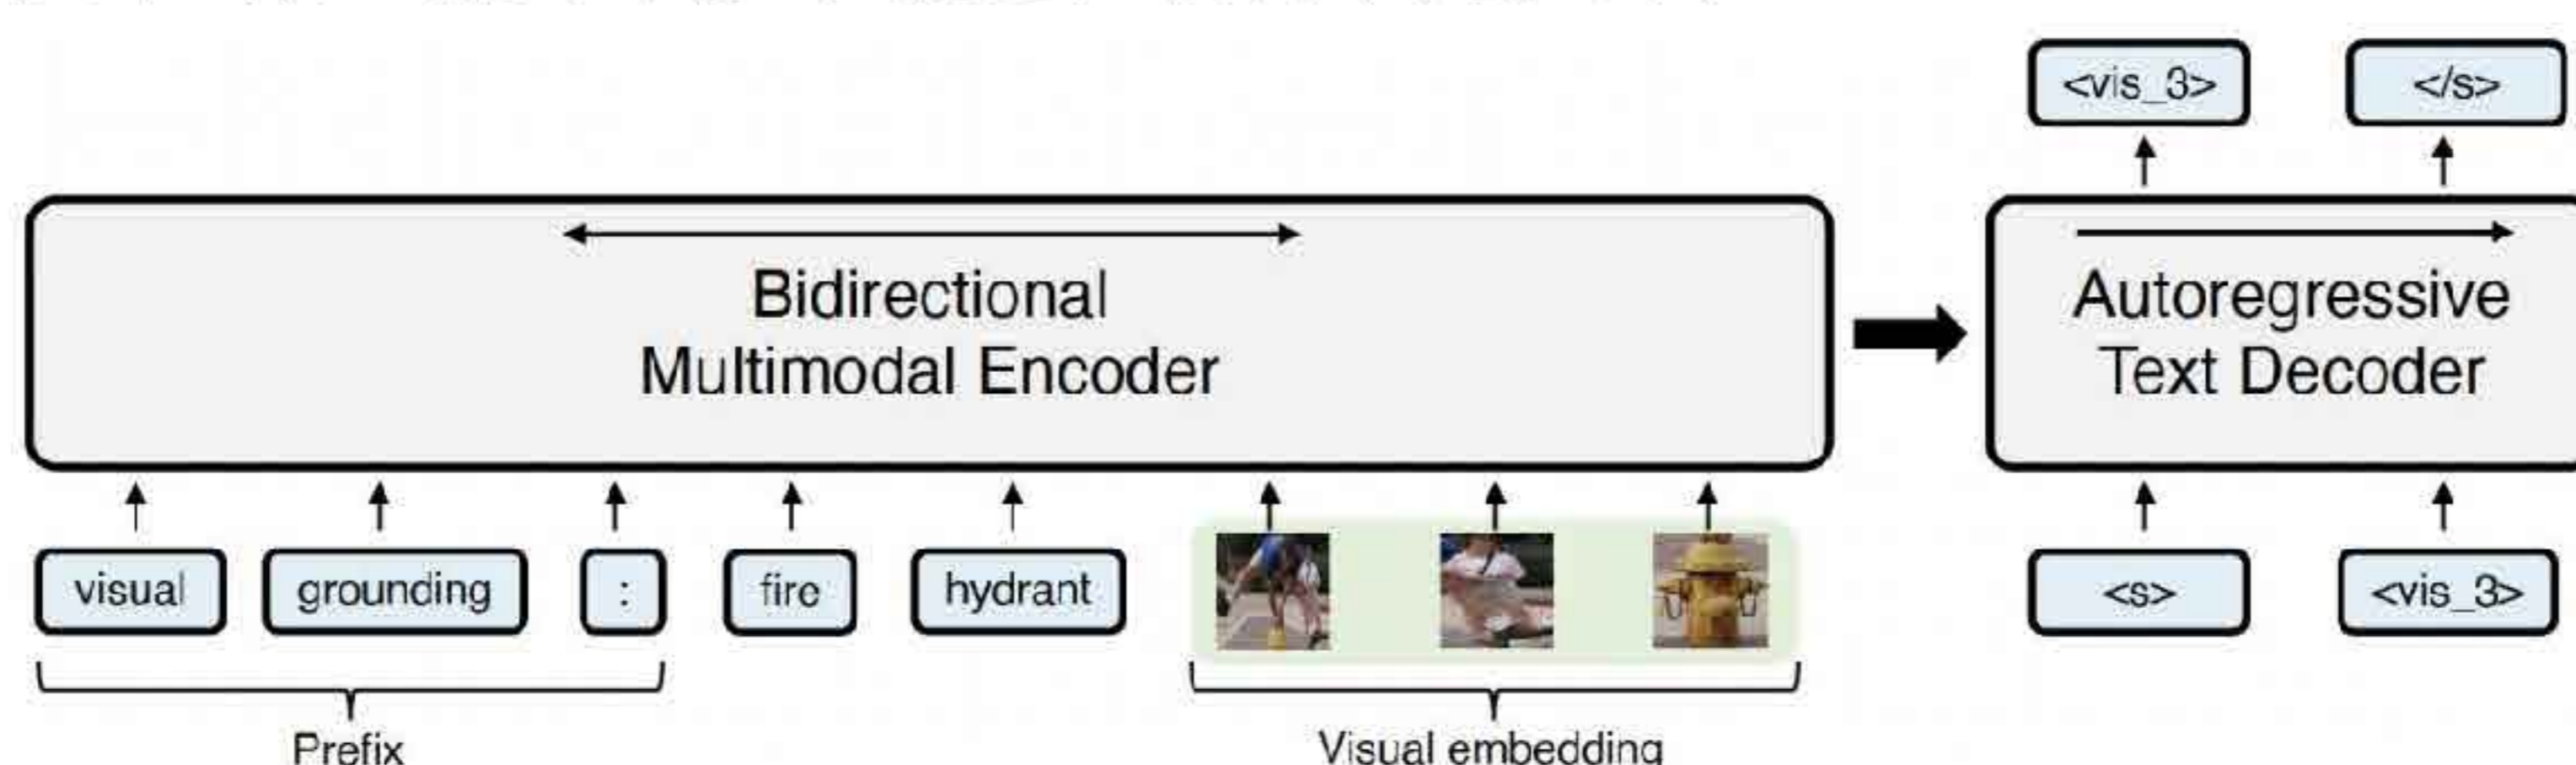 <vis_3> </s>
Bidirectional
Multimodal Encoder
Autoregressive
Text Decoder
visual grounding : fire hydrant
<s> <vis_3>
Prefix
Visual embedding